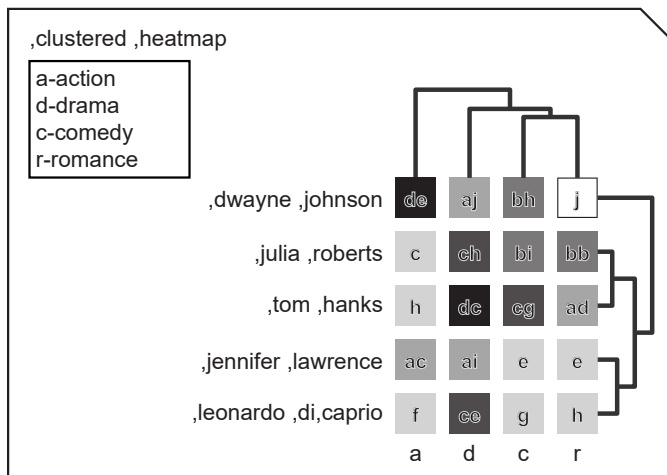 ,clustered ,heatmap
a-action
d-drama
c-comedy
r-romance
,dwayne ,johnson de aj bh j
,julia ,roberts c ch bi bb
,tom ,hanks h dc cg ad
,jennifer ,lawrence ac ai e e
,leonardo ,di,caprio f ce g h
a d c r